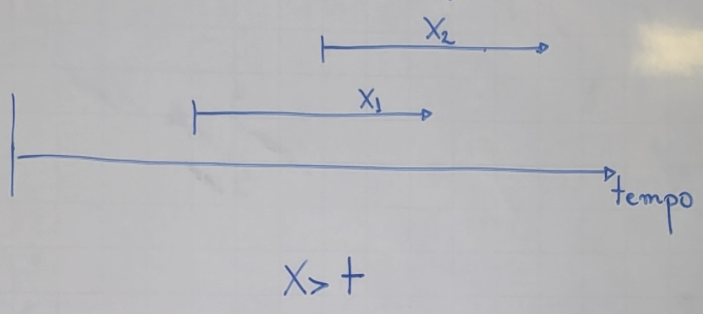 X₂
X₁
tempo
X > t